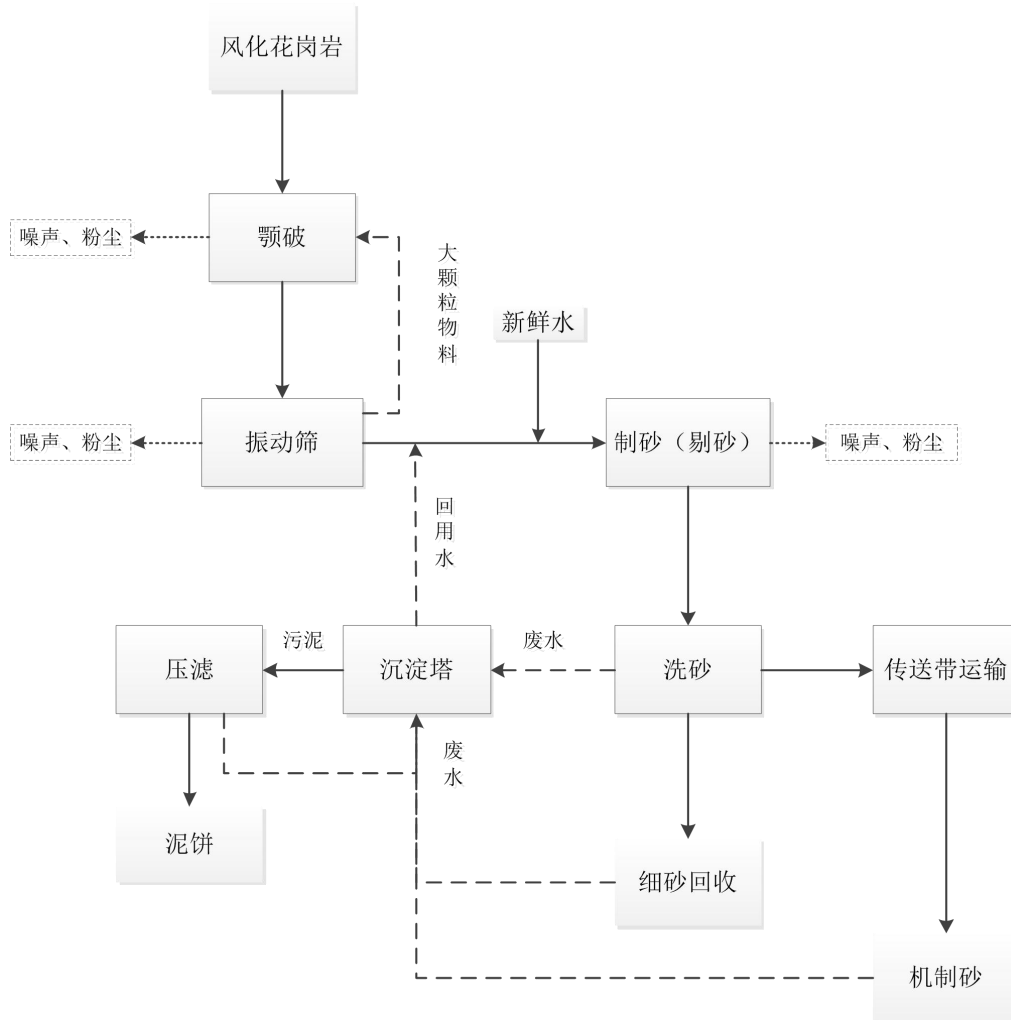 风化花岗岩
颚破
噪声、粉尘
大颗粒物料
新鲜水
噪声、粉尘
振动筛
制砂（剔砂）
噪声、粉尘
回用水
压滤
污泥
沉淀塔
废水
洗砂
传送带运输
废水
泥饼
细砂回收
机制砂